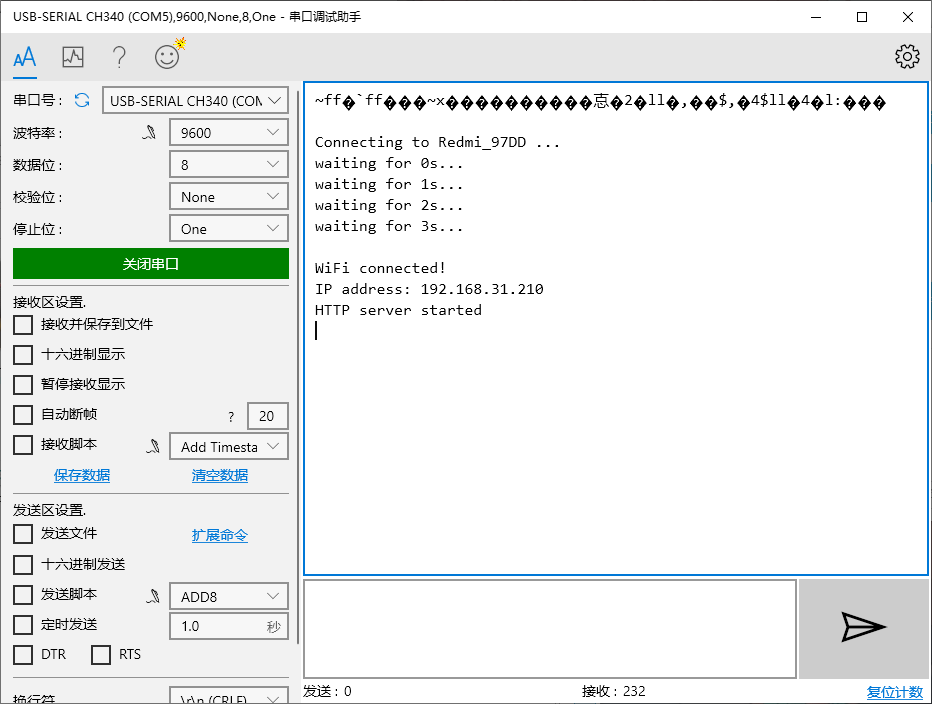 USB-SERIAL CH340 (COM5),9600,None,8,One - 串口调试助手
串口号: USB-SERIAL CH340 (COM
波特率: 9600
数据位: 8
校验位: None
停止位: One
关闭串口
接收区设置.
接收并保存到文件
十六进制显示
暂停接收显示
自动断帧 ? 20
接收脚本 Add Timesta
保存数据 清空数据
发送区设置.
发送文件 扩展命令
十六进制发送
发送脚本 ADD8
定时发送 1.0 秒
DTR RTS
换行符 \r\n (CRLF)
~ff�`ff���~x����������㤀�2�ll�,��$,�4$ll�4�l:���
Connecting to Redmi_97DD ...
waiting for 0s...
waiting for 1s...
waiting for 2s...
waiting for 3s...
WiFi connected!
IP address: 192.168.31.210
HTTP server started
发送: 0 接收: 232 复位计数